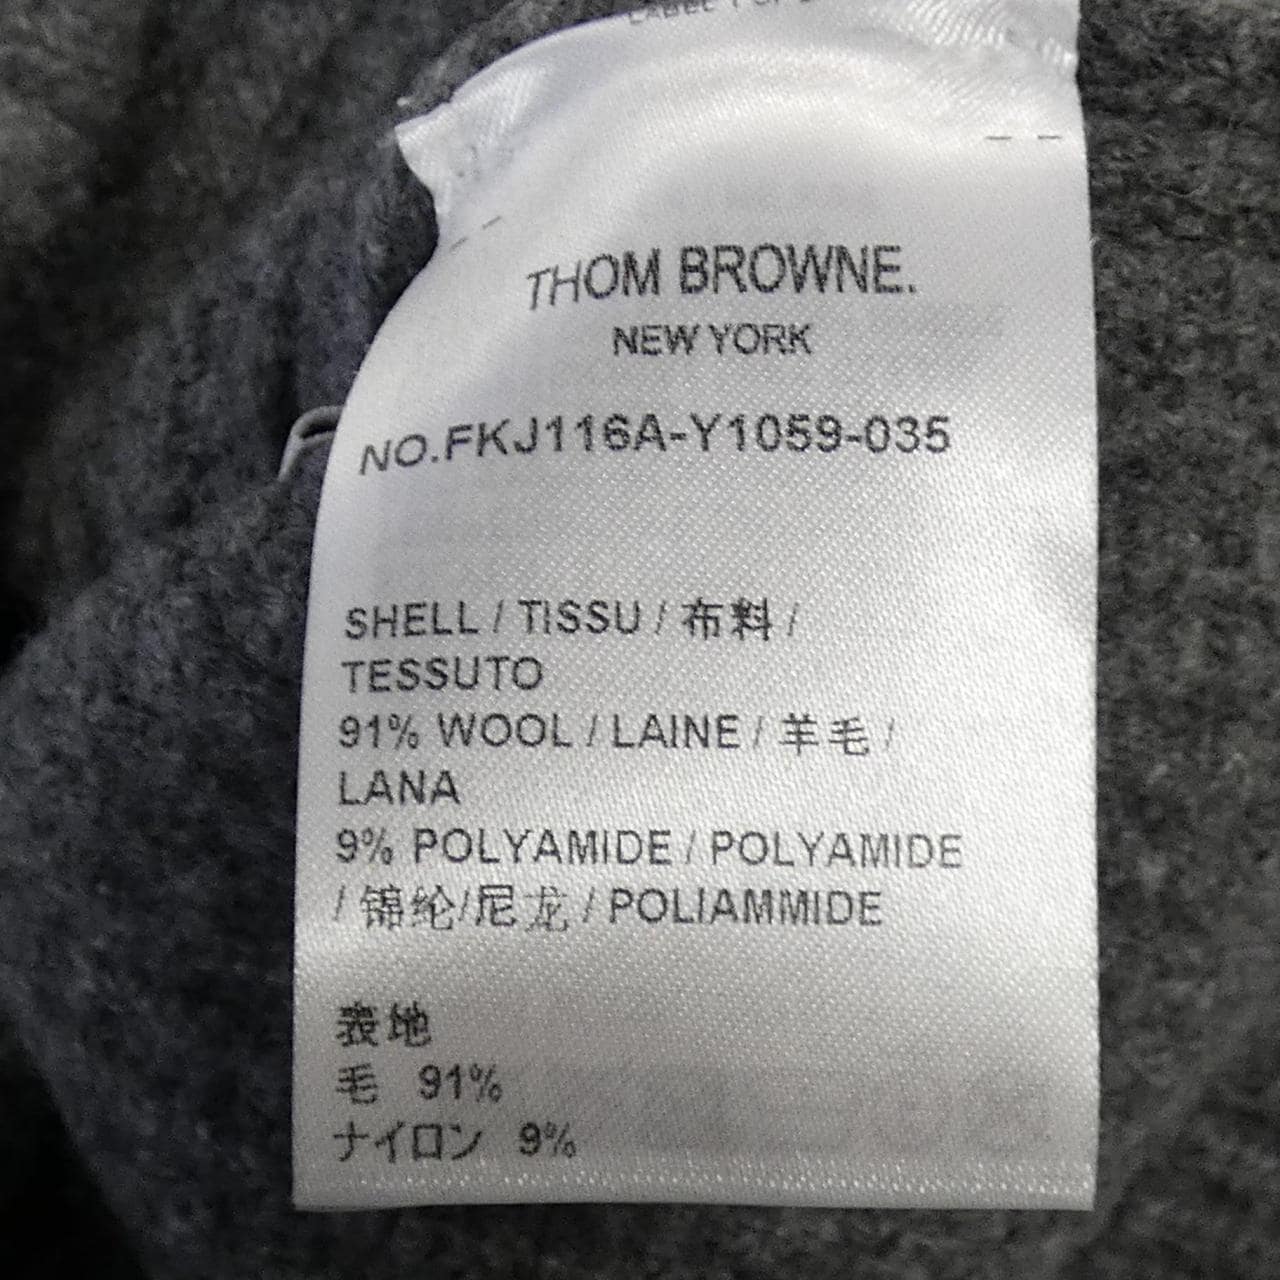 THOM BROWNE.
NEW YORK
NO.FKJ116A-Y1059-035
SHELL / TISSU / 布料 /
TESSUTO
91% WOOL / LAINE / 羊毛 /
LANA
9% POLYAMIDE / POLYAMIDE
/ 锦纶/尼龙 / POLIAMMIDE
表地
毛 91%
ナイロン 9%